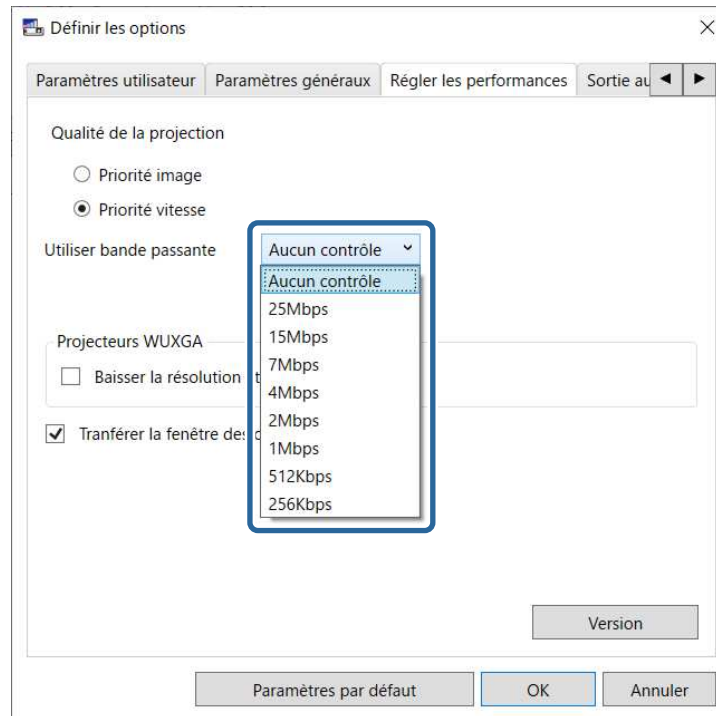 Définir les options
Paramètres utilisateur Paramètres généraux Régler les performances Sortie au
Qualité de la projection
Priorité image
Priorité vitesse
Utiliser bande passante Aucun contrôle
Aucun contrôle
25Mbps
15Mbps
Projecteurs WUXGA
7Mbps
Baisser la résolution
4Mbps
2Mbps
Tranférer la fenêtre des
1Mbps
512Kbps
256Kbps
Version
Paramètres par défaut OK Annuler